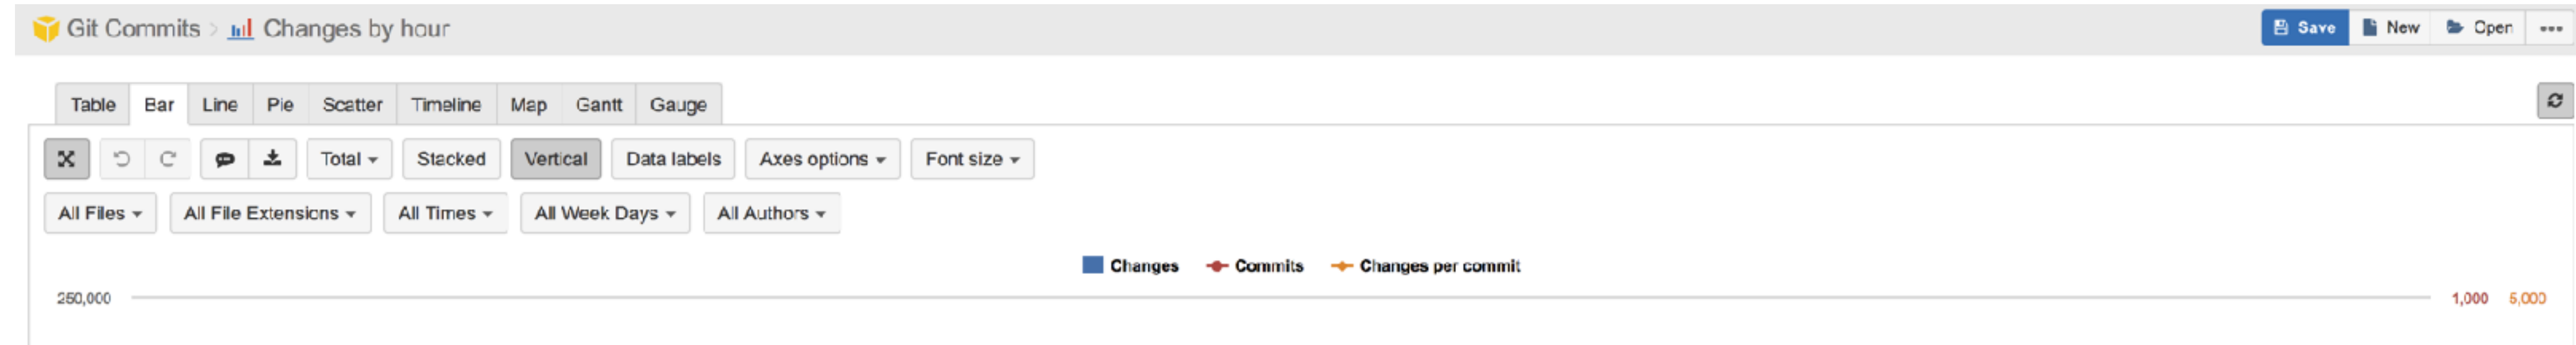 Git Commits > Changes by hour Save New Open
Table Bar Line Pie Scatter Timeline Map Gantt Gauge
Total Stacked Vertical Data labels Axes options Font size
All Files All File Extensions All Times All Week Days All Authors
Changes Commits Changes per commit
250,000 1,000 5,000